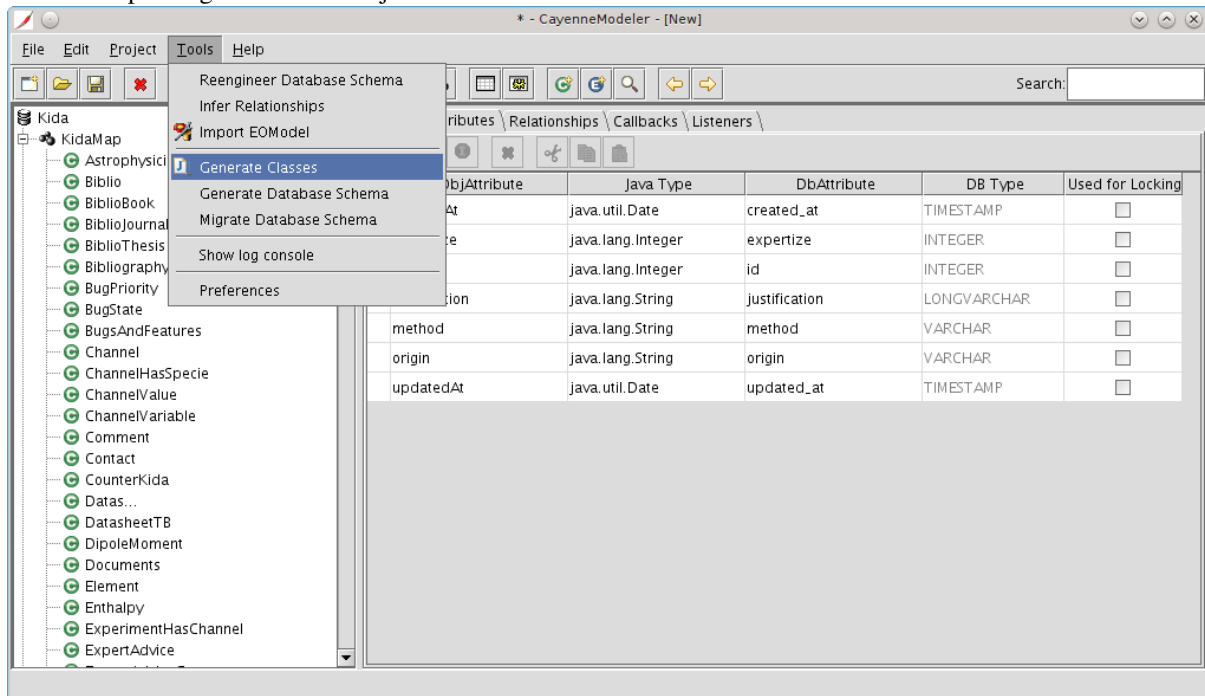 * - CayenneModeler - [New]
File Edit Project Tools Help
Search:
Reengineer Database Schema
Infer Relationships
Import EOModel
Generate Classes
Generate Database Schema
Migrate Database Schema
Show log console
Preferences
Kida
KidaMap
Astrophysici
Biblio
BiblioBook
BiblioJournal
BiblioThesis
Bibliography
BugPriority
BugState
BugsAndFeatures
Channel
ChannelHasSpecie
ChannelValue
ChannelVariable
Comment
Contact
CounterKida
Datas...
DatasheetTB
DipoleMoment
Documents
Element
Enthalpy
ExperimentHasChannel
ExpertAdvice
ributes Relationships Callbacks Listeners
bjAttribute Java Type DbAttribute DB Type Used for Locking
At java.util.Date created_at TIMESTAMP
e java.lang.Integer expertize INTEGER
java.lang.Integer id INTEGER
ion java.lang.String justification LONGVARCHAR
method java.lang.String method VARCHAR
origin java.lang.String origin VARCHAR
updatedAt java.util.Date updated_at TIMESTAMP